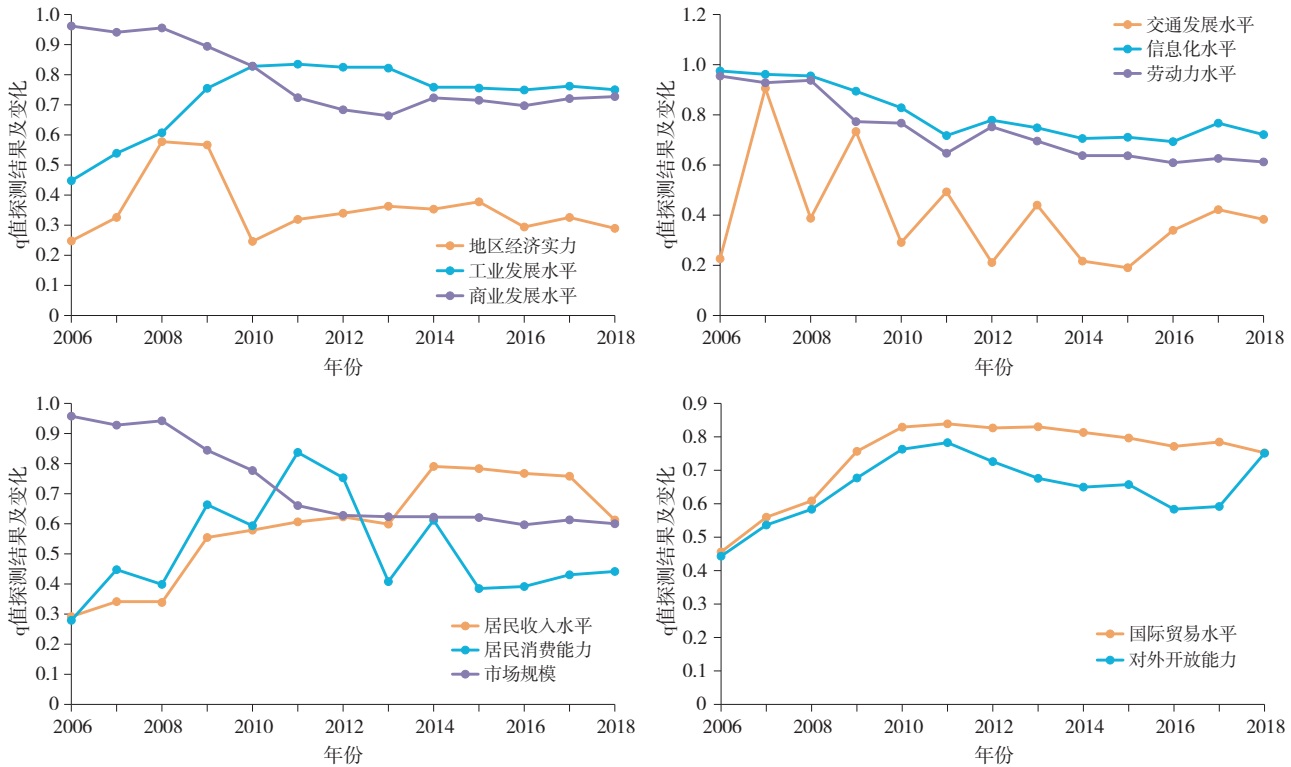 q值探测结果及变化
1.0
0.9
0.8
0.7
0.6
0.5
0.4
0.3
0.2
0.1
0
地区经济实力
工业发展水平
商业发展水平
2006 2008 2010 2012 2014 2016 2018
年份
q值探测结果及变化
1.2
1.0
0.8
0.6
0.4
0.2
0
交通发展水平
信息化水平
劳动力水平
2006 2008 2010 2012 2014 2016 2018
年份
q值探测结果及变化
1.0
0.9
0.8
0.7
0.6
0.5
0.4
0.3
0.2
0.1
0
居民收入水平
居民消费能力
市场规模
2006 2008 2010 2012 2014 2016 2018
年份
q值探测结果及变化
0.9
0.8
0.7
0.6
0.5
0.4
0.3
0.2
0.1
0
国际贸易水平
对外开放能力
2006 2008 2010 2012 2014 2016 2018
年份